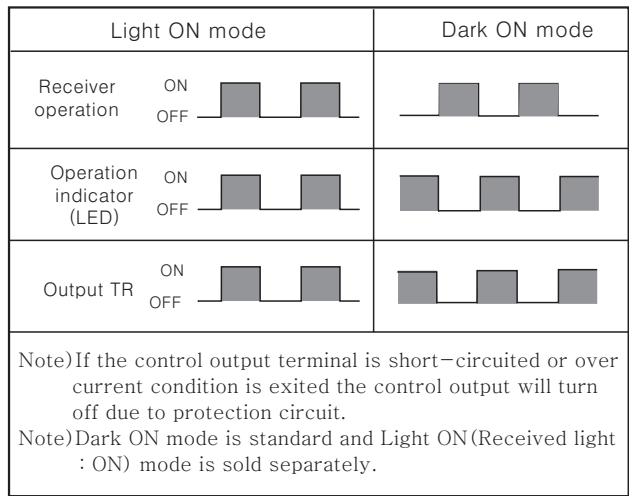 Light ON mode
Dark ON mode
Receiver
operation
ON
OFF
Operation
indicator
(LED)
ON
OFF
Output TR
ON
OFF
Note)If the control output terminal is short-circuited or over
current condition is exited the control output will turn
off due to protection circuit.
Note)Dark ON mode is standard and Light ON(Received light
: ON) mode is sold separately.